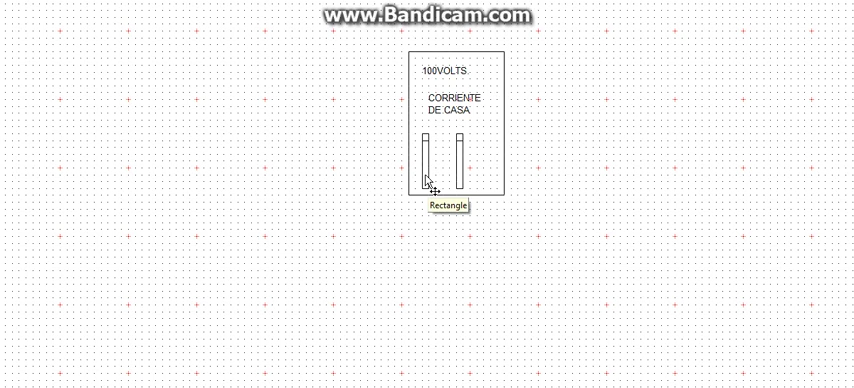 www.Bandicam.com
100VOLTS.
CORRIENTE
DE CASA
Rectangle